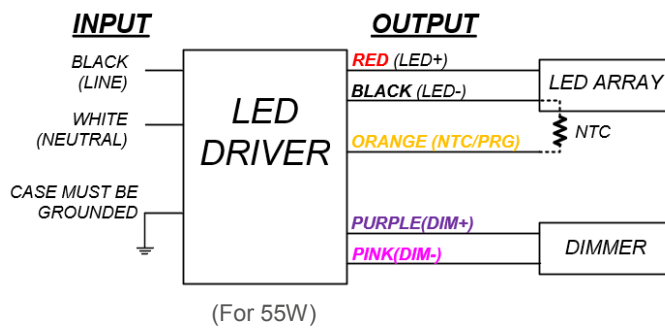 INPUT
OUTPUT
BLACK
(LINE)
WHITE
(NEUTRAL)
CASE MUST BE
GROUNDED
LED
DRIVER
RED (LED+)
BLACK (LED-)
ORANGE (NTC/PRG)
PURPLE(DIM+)
PINK(DIM-)
LED ARRAY
NTC
DIMMER
(For 55W)